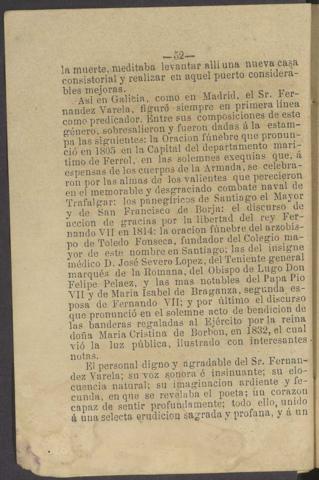 —52—
la muerte, meditaba levantar allí una nueva casa
consistorial y realizar en aquel puerto considera-
bles mejoras.
Así en Galicia, como en Madrid, el Sr. Fer-
nandez Varela, figuró siempre en primera línea
como predicador. Entre sus composiciones de este
género, sobresalieron y fueron dadas á la estam-
pa las siguientes: la Oracion fúnebre que pronun-
ció en 1805 en la Capital del departamento marí-
timo de Ferrol, en las solemnes exequias que, á
espensas de los cuerpos de la Armada, se celebra-
ron por las almas de los valientes que perecieron
en el memorable y desgraciado combate naval de
Trafalgar: los panegíricos de Santiago el Mayor
y de San Francisco de Borja: el discurso de
accion de gracias por la libertad del rey Fer-
nando VII en 1814: la oracion fúnebre del arzobis-
po de Toledo Fonseca, fundador del Colegio ma-
yor de este nombre en Santiago; las del insigne
médico D. José Severo Lopez, del Teniente general
marqués de la Romana, del Obispo de Lugo Don
Felipe Pelaez, y las mas notables del Papa Pio
VII y de María Isabel de Braganza, segunda es-
posa de Fernando VII; y por último el discurso
que pronunció en el solemne acto de bendicion de
las banderas regaladas al Ejército por la reina
doña María Cristina de Borbon, en 1832, el cual
vió la luz pública, ilustrado con interesantes
notas.
El personal digno y agradable del Sr. Fernan-
dez Varela; su voz sonora é insinuante; su elo-
cuencia natural; su imaginacion ardiente y fe-
cunda, en que se revelaba el poeta; un corazon
capaz de sentir profundamente; todo ello, unido
á una selecta erudicion sagrada y profana, y á un